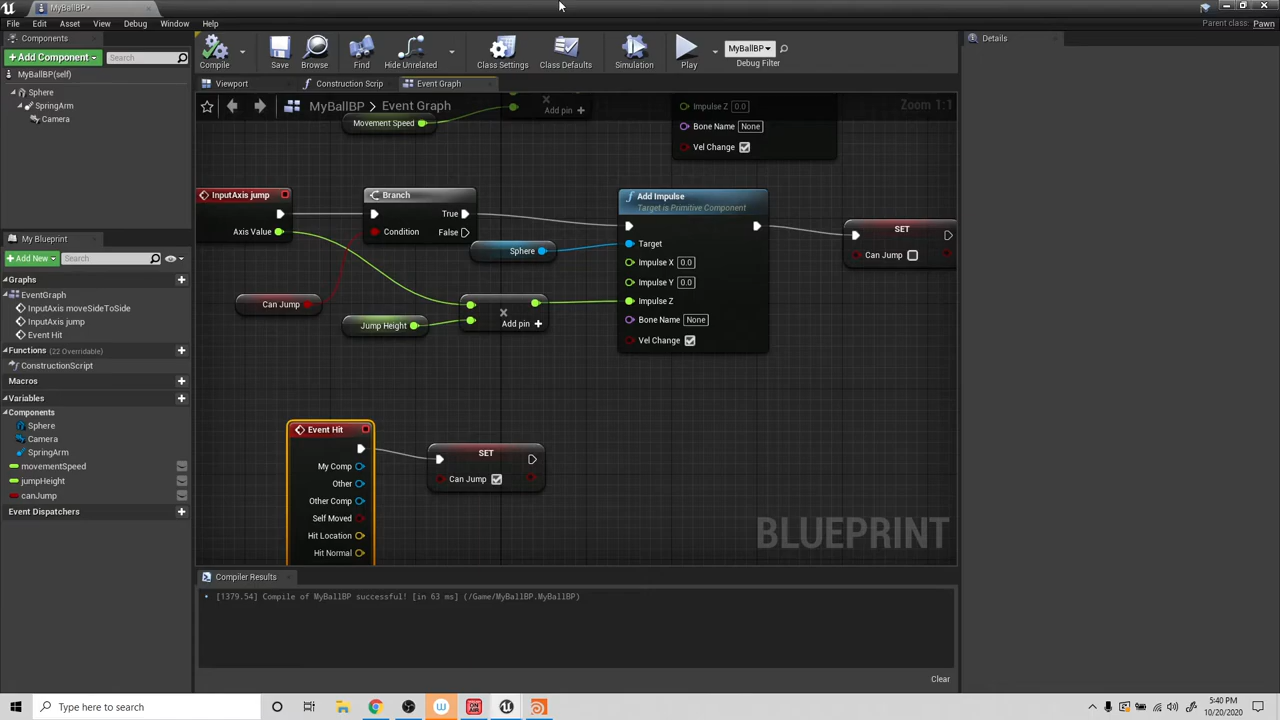 MyBallBP*
File Edit Asset View Debug Window Help
Parent class: Pawn
Components
Details
+Add Component
Search
Compile
Save
Browse
Find
Hide Unrelated
Class Settings
Class Defaults
Simulation
Play
MyBallBP
Debug Filter
MyBallBP(self)
Sphere
SpringArm
Camera
Viewport
Construction Scrip
Event Graph
MyBallBP > Event Graph
Zoom 1:1
Add pin +
Movement Speed
Impulse Z 0.0
Bone Name None
Vel Change
InputAxis jump
Axis Value
Branch
True
Condition False
Sphere
Add Impulse
Target is Primitive Component
Target
Impulse X 0.0
Impulse Y 0.0
Impulse Z
Bone Name None
Vel Change
SET
Can Jump
Can Jump
Jump Height
Add pin +
Event Hit
My Comp
Other
Other Comp
Self Moved
Hit Location
Hit Normal
SET
Can Jump
BLUEPRINT
My Blueprint
+Add New
Search
Graphs
EventGraph
InputAxis moveSideToSide
InputAxis jump
Event Hit
Functions (22 Overridable)
ConstructionScript
Macros
Variables
Components
Sphere
Camera
SpringArm
movementSpeed
jumpHeight
canJump
Event Dispatchers
Compiler Results
[1379.54] Compile of MyBallBP successful! [in 63 ms] (/Game/MyBallBP.MyBallBP)
Clear
Type here to search
5:40 PM
10/20/2020